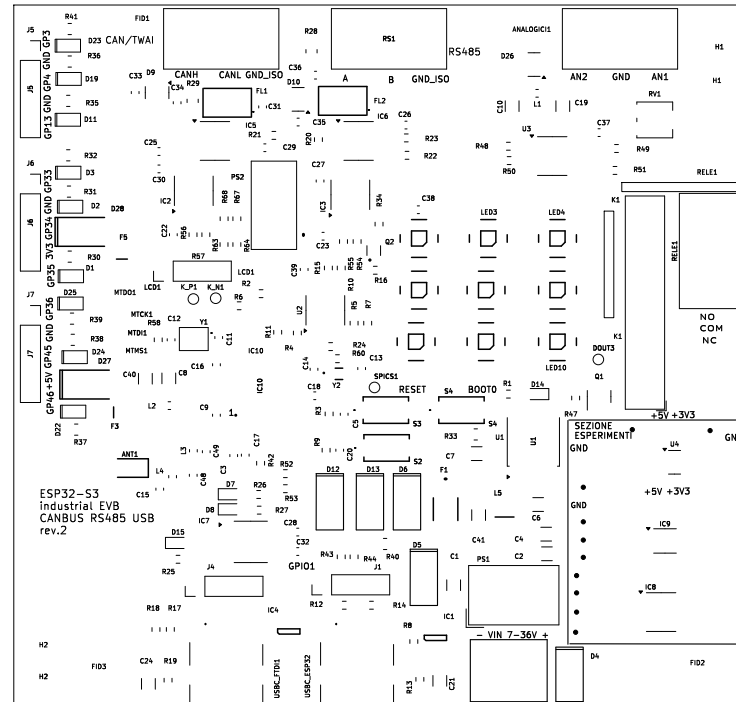 R41
J5
GP3
D23
CAN/TWAI
FID1
R28
RS1
RS485
ANALOGICI1
D26
H1
GND
R36
CANH
CANL
GND_ISO
C36
A
B
GND_ISO
AN2
GND
AN1
H1
GP4
D19
C33
D9
C34
R29
FL1
D10
FL2
J5
GND
R35
C31
C35
IC6
C26
C10
L1
C19
RV1
GP13
D11
IC5
R21
R20
R23
U3
C37
R32
C25
C29
R22
R48
R49
J6
GP33
D3
C30
PS2
C27
R50
R51
RELE1
R31
GND
D2
IC2
R68
R67
IC3
R34
C38
LED3
LED4
K1
J6
GP34
D28
F5
C22
R56
R63
R64
C23
Q2
3V3
R30
R57
C39
R15
R55
R54
RELE1
GP35
D1
LCD1
LCD1
R16
MTDO1
K_P1
K_N1
R2
R10
J7
GP36
D25
R6
MTCK1
U2
R5
R7
NO
COM
NC
R39
GND
R58
C12
Y1
MTDI1
R11
R4
K1
R38
C11
IC10
R24
DOUT3
GP45
D24
MTMS1
R60
J7
D27
C16
C14
Y2
C13
LED10
GP46
+5V
C40
C8
IC10
SPICS1
Q1
C18
RESET
S4
BOOT0
R1
D14
L2
C9
1
R3
C5
S3
S4
R47
+5V +3V3
D22
F3
R33
U1
U1
SEZIONE
ESPERIMENTI
R37
S2
GND
U4
ANT1
L3
C49
C17
R9
C20
C7
GND
C3
R42
L4
C48
R52
D12
D13
D6
F1
+5V +3V3
C15
D7
R26
R53
L5
ESP32-S3
industrial EVB
CANBUS RS485 USB
rev.2
D8
R27
GND
C6
IC7
C28
IC9
D15
C32
R40
C41
C4
R25
R43
R44
D5
C1
C2
GPIO1
J4
J1
PS1
IC8
R18
R17
IC4
R12
R14
IC1
R8
- VIN 7-36V +
H2
FID3
D4
FID2
H2
C24
R19
USBC_FTDI1
USBC_ESP32
R13
C21